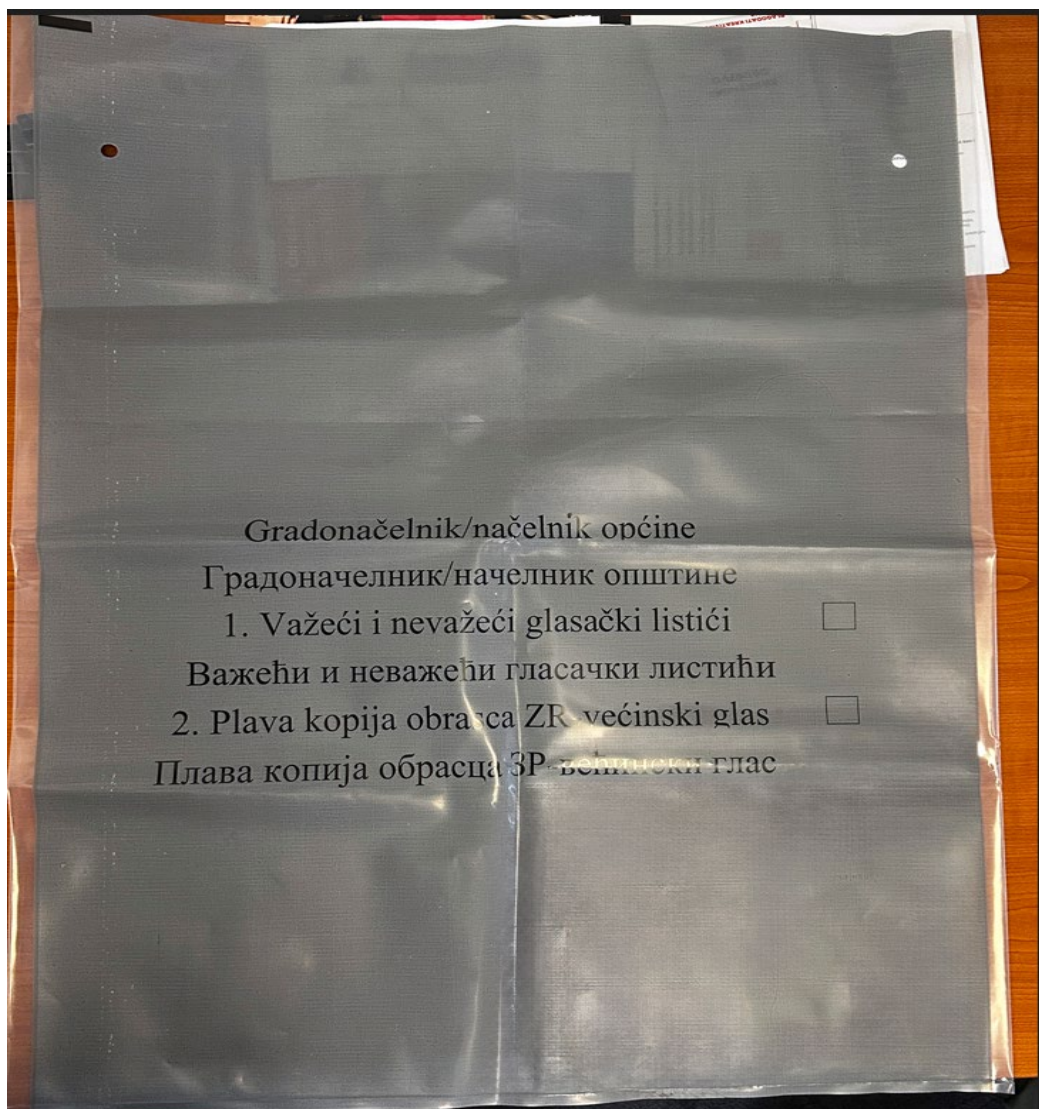 Gradonačelnik/načelnik općine
Градоначелник/начелник општине
1. Važeći i nevažeći glasački listići
Важећи и неважећи гласачки листићи
2. Plava kopija obrasca ZR-većinski glas
Плава копија обрасца ЗР-већински глас